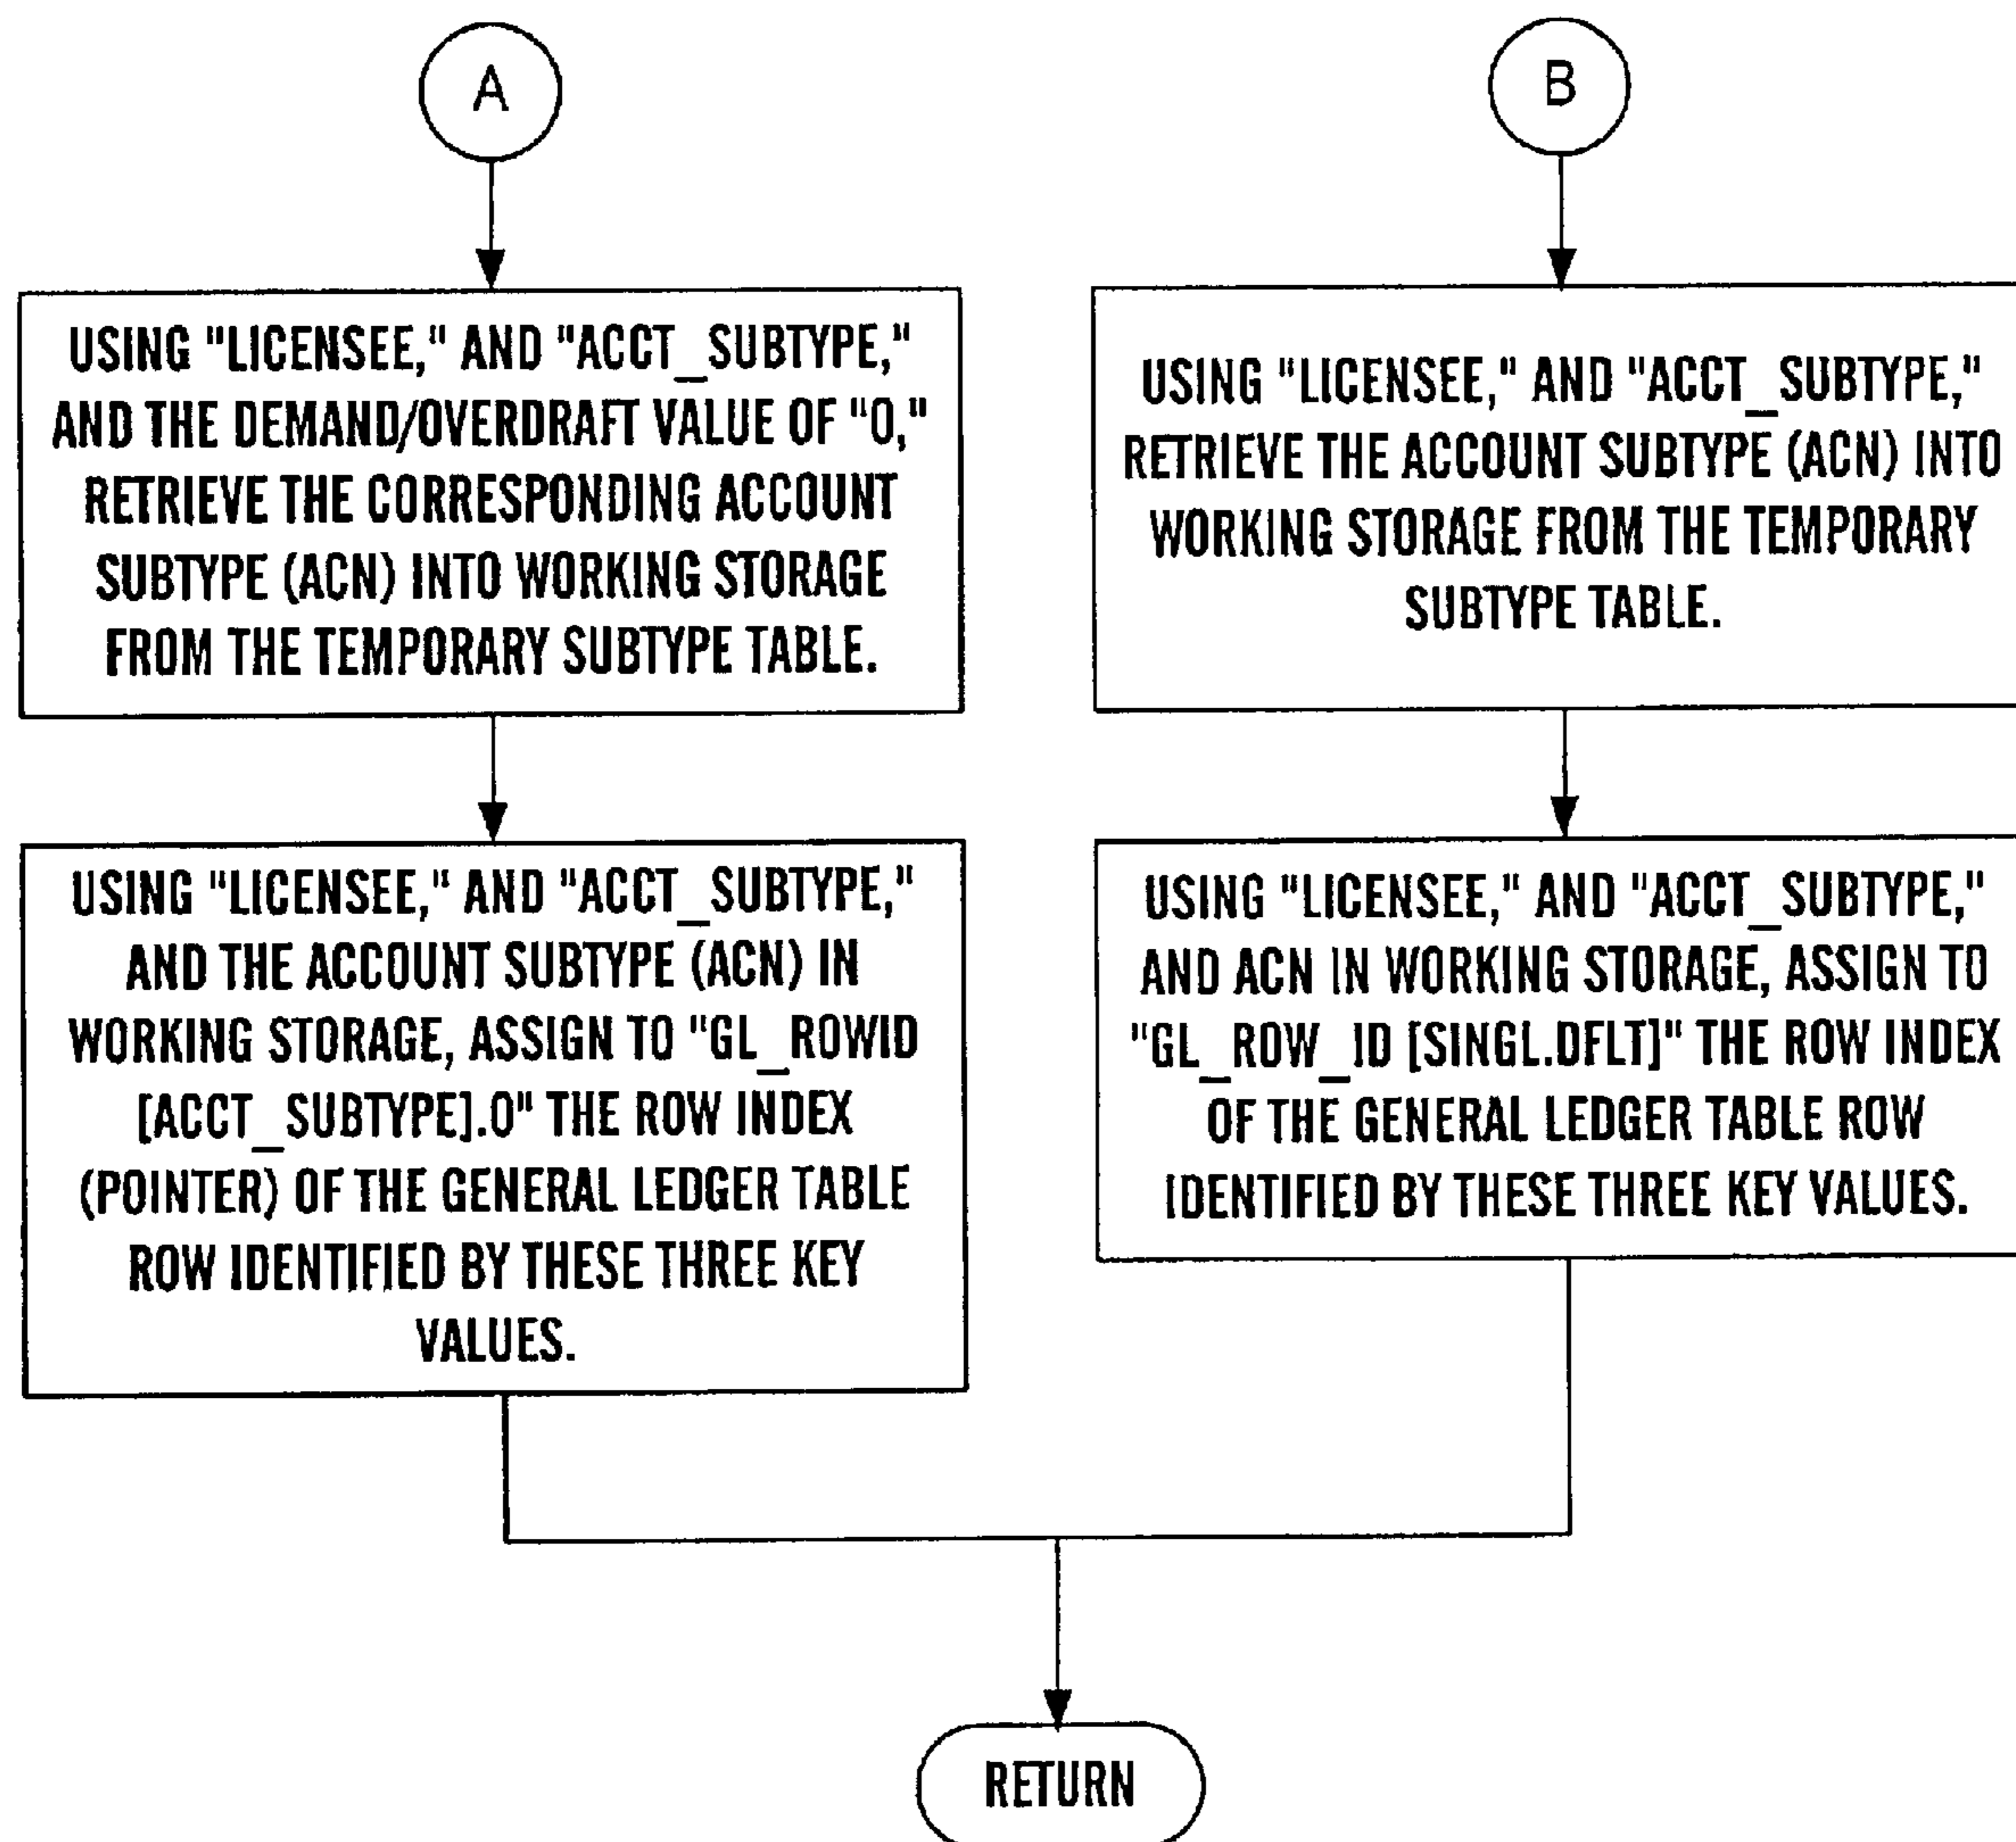 A
USING "LICENSEE," AND "ACCT_SUBTYPE,"
AND THE DEMAND/OVERDRAFT VALUE OF "O,"
RETRIEVE THE CORRESPONDING ACCOUNT
SUBTYPE (ACN) INTO WORKING STORAGE
FROM THE TEMPORARY SUBTYPE TABLE.
USING "LICENSEE," AND "ACCT_SUBTYPE,"
AND THE ACCOUNT SUBTYPE (ACN) IN
WORKING STORAGE, ASSIGN TO "GL_ROWID
[ACCT_SUBTYPE].O" THE ROW INDEX
(POINTER) OF THE GENERAL LEDGER TABLE
ROW IDENTIFIED BY THESE THREE KEY
VALUES.
B
USING "LICENSEE," AND "ACCT_SUBTYPE,"
RETRIEVE THE ACCOUNT SUBTYPE (ACN) INTO
WORKING STORAGE FROM THE TEMPORARY
SUBTYPE TABLE.
USING "LICENSEE," AND "ACCT_SUBTYPE,"
AND ACN IN WORKING STORAGE, ASSIGN TO
"GL_ROW_ID [SINGL.DFLT]" THE ROW INDEX
OF THE GENERAL LEDGER TABLE ROW
IDENTIFIED BY THESE THREE KEY VALUES.
RETURN